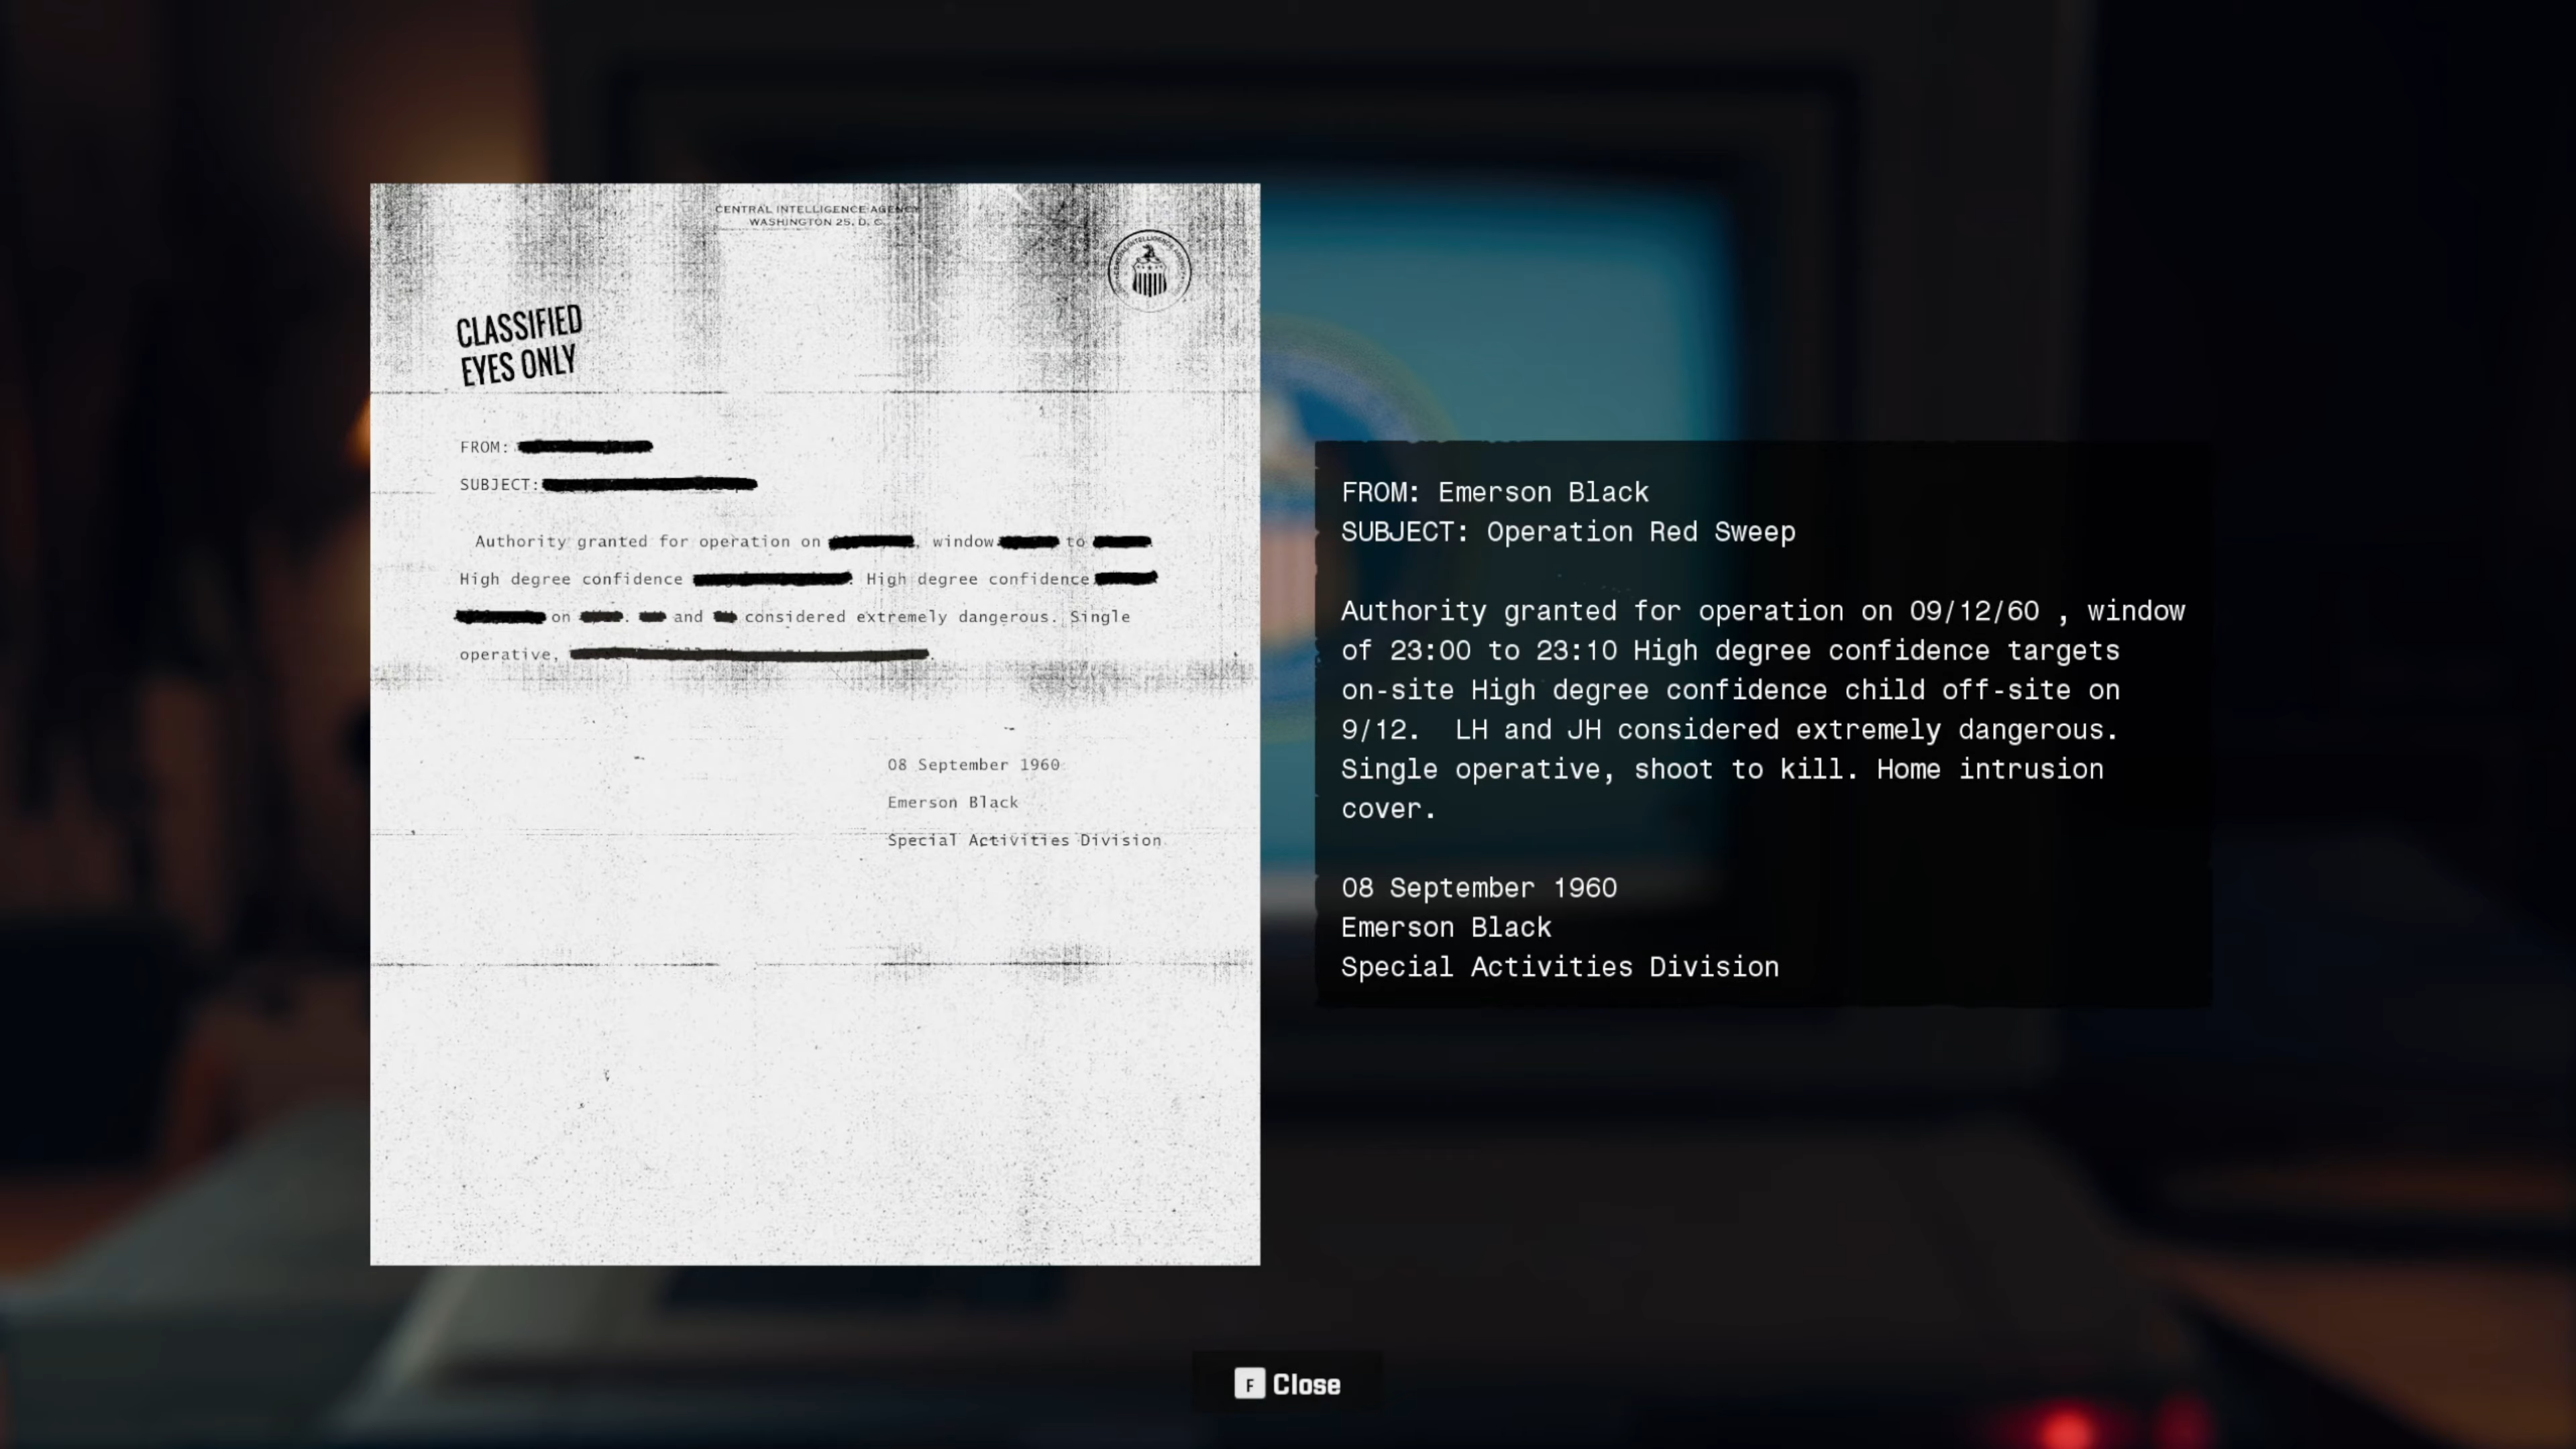 CENTRAL INTELLIGENCE AGENCY
WASHINGTON 25, D. C.
CLASSIFIED
EYES ONLY
FROM:
SUBJECT:
Authority granted for operation on , window to
High degree confidence . High degree confidence
on . and considered extremely dangerous. Single
operative, .
08 September 1960
Emerson Black
Special Activities Division
FROM: Emerson Black
SUBJECT: Operation Red Sweep
Authority granted for operation on 09/12/60 , window
of 23:00 to 23:10 High degree confidence targets
on-site High degree confidence child off-site on
9/12.  LH and JH considered extremely dangerous.
Single operative, shoot to kill. Home intrusion
cover.
08 September 1960
Emerson Black
Special Activities Division
F Close